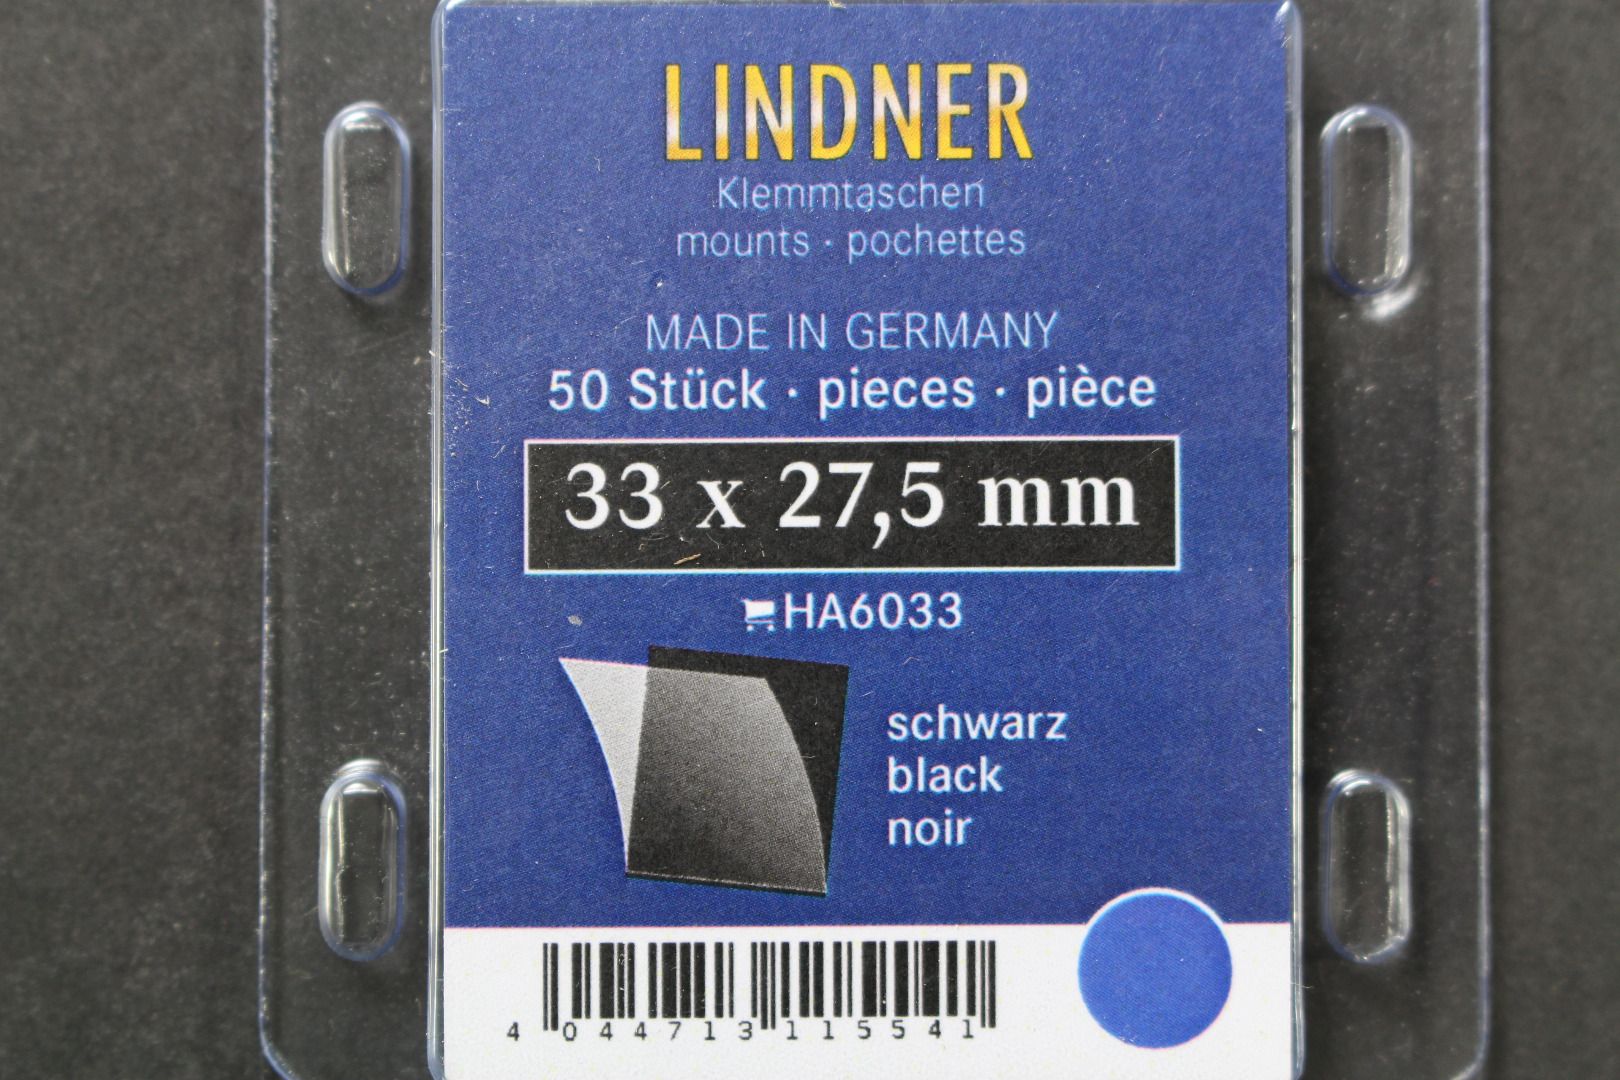 LINDNER
Klemmtaschen
mounts · pochettes
MADE IN GERMANY
50 Stück · pieces · pièce
33 x 27,5 mm
HA6033
schwarz
black
noir
4 044713 115541